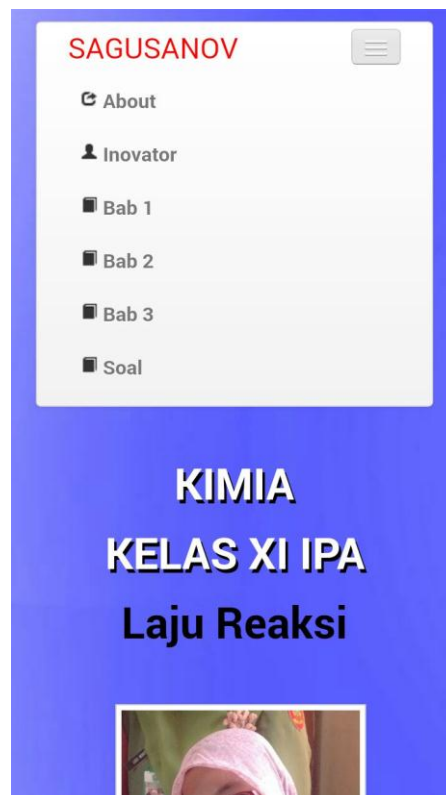 SAGUSANOV
About
Inovator
Bab 1
Bab 2
Bab 3
Soal
KIMIA
KELAS XI IPA
Laju Reaksi